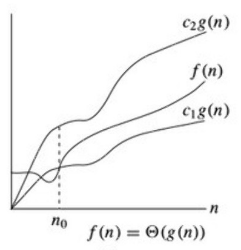 c₂g(n)
f(n)
c₁g(n)
n
n₀
f(n) = Θ(g(n))